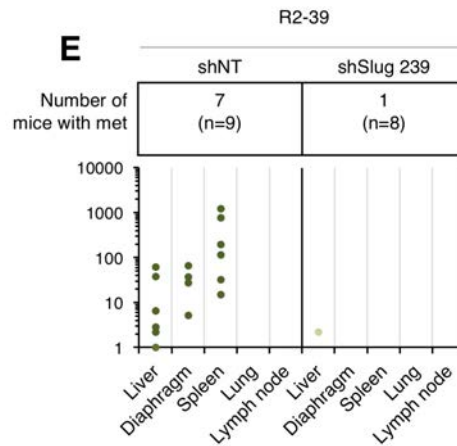 R2-39
E
shNT
shSlug 239
Number of
mice with met
7
(n=9)
1
(n=8)
10000
1000
100
10
1
Liver
Diaphragm
Spleen
Lung
Lymph node
Liver
Diaphragm
Spleen
Lung
Lymph node